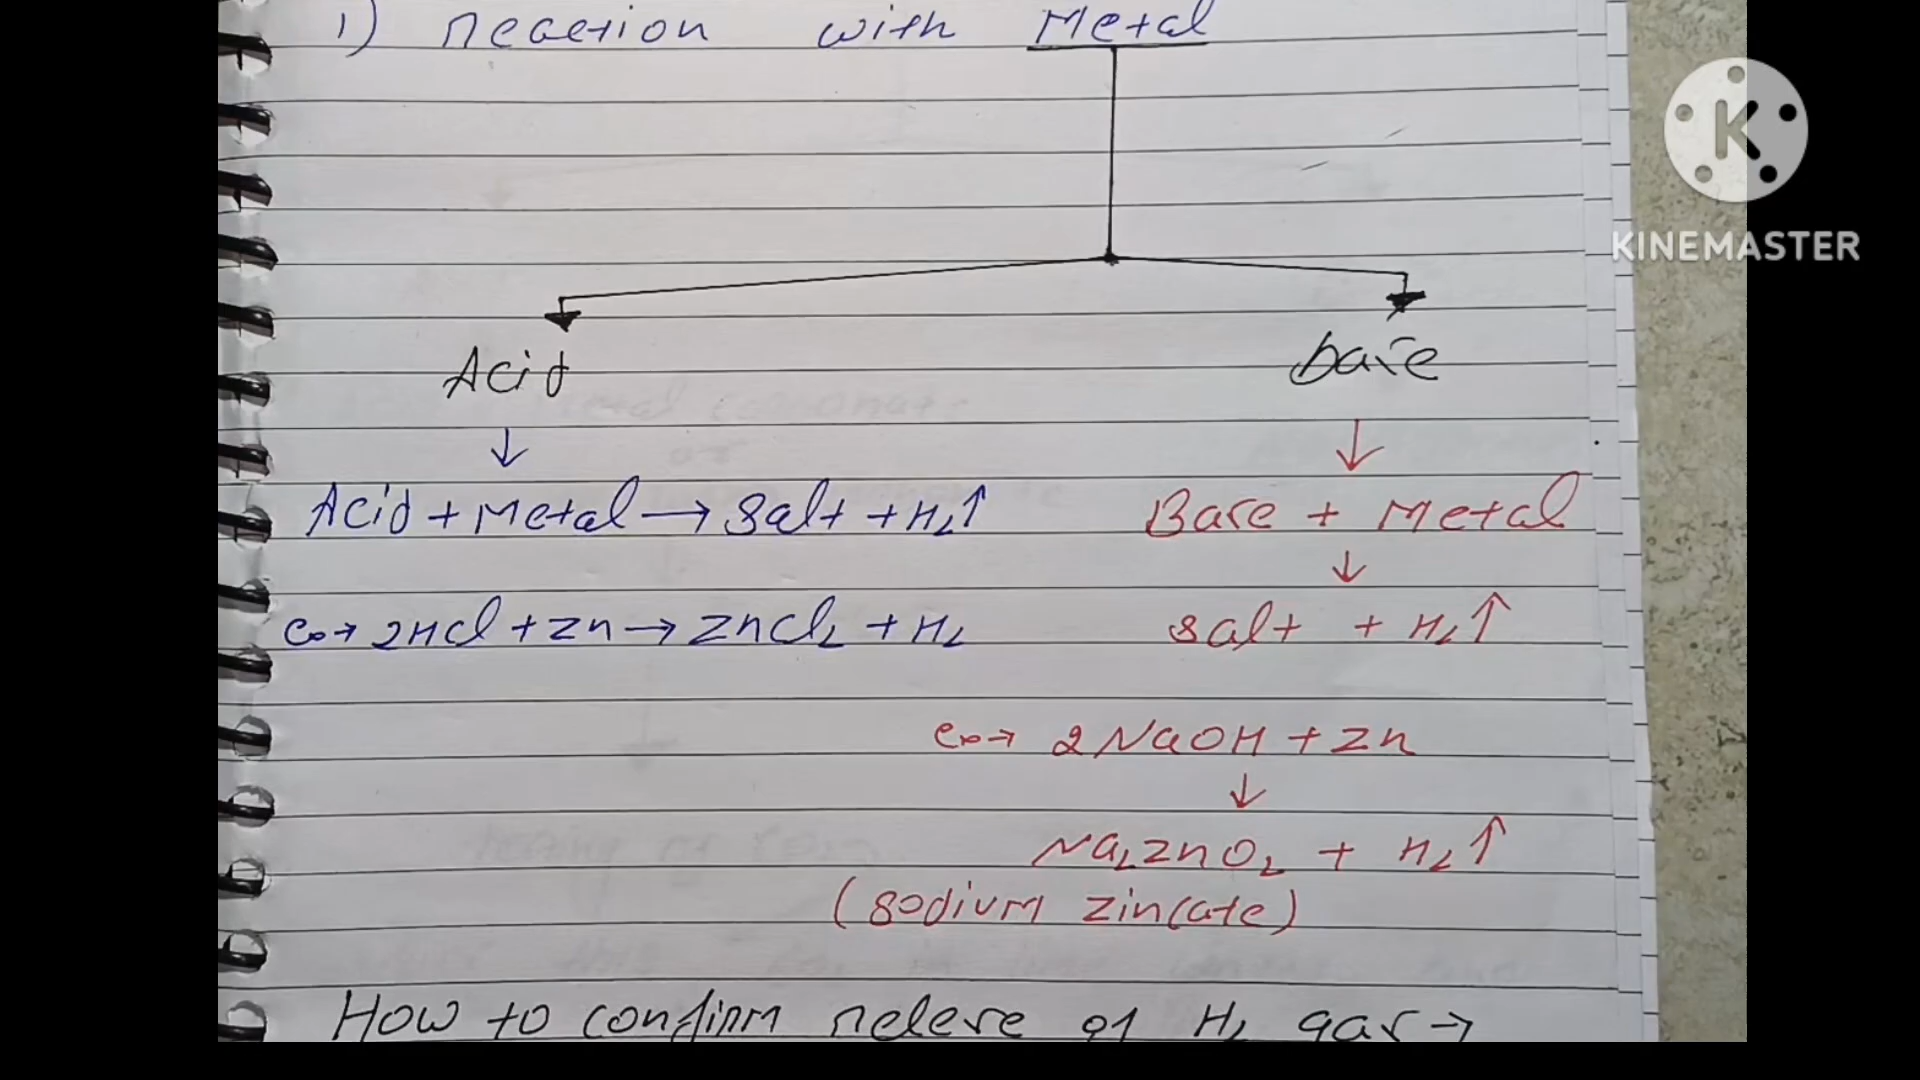 1) Reaction with Metal
K
KINEMASTER
Acid
Base
↓
↓
Acid + Metal → Salt + H₂↑
Base + Metal
↓
Salt + H₂↑
ex→ 2HCl + Zn → ZnCl₂ + H₂
ex→ 2NaOH + Zn
↓
Na₂ZnO₂ + H₂↑
(Sodium Zincate)
How to confirm relese of H₂ gas →